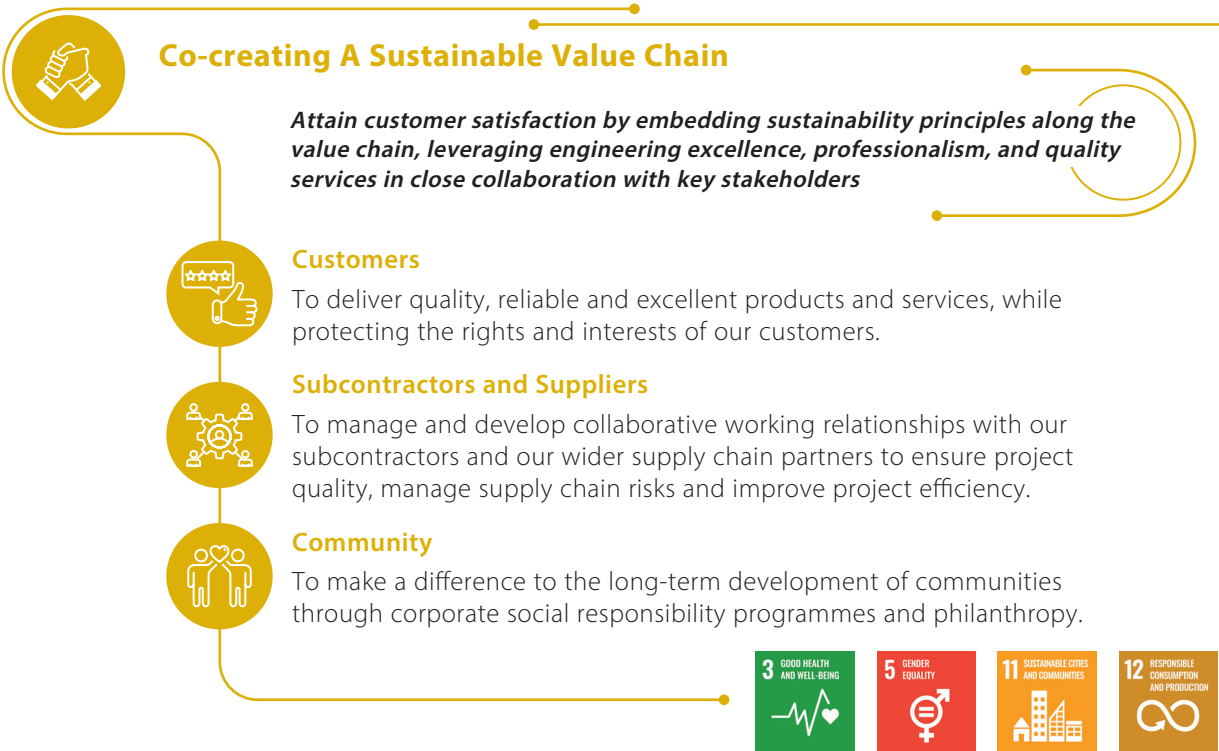 Co-creating A Sustainable Value Chain
Attain customer satisfaction by embedding sustainability principles along the
value chain, leveraging engineering excellence, professionalism, and quality
services in close collaboration with key stakeholders
Customers
To deliver quality, reliable and excellent products and services, while
protecting the rights and interests of our customers.
Subcontractors and Suppliers
To manage and develop collaborative working relationships with our
subcontractors and our wider supply chain partners to ensure project
quality, manage supply chain risks and improve project efficiency.
Community
To make a difference to the long-term development of communities
through corporate social responsibility programmes and philanthropy.
3 GOOD HEALTH
AND WELL-BEING
5 GENDER
EQUALITY
11 SUSTAINABLE CITIES
AND COMMUNITIES
12 RESPONSIBLE
CONSUMPTION
AND PRODUCTION